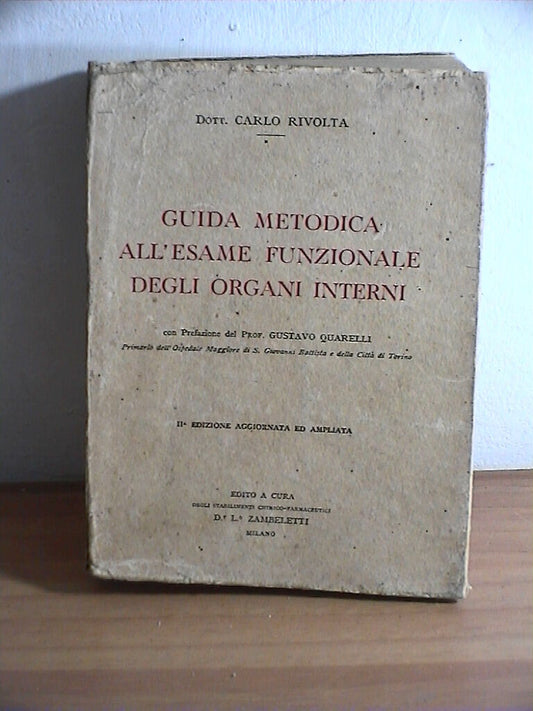 Dott. CARLO RIVOLTA
GUIDA METODICA
ALL'ESAME FUNZIONALE
DEGLI ORGANI INTERNI
con Prefazione del Prof. GUSTAVO QUARELLI
Primario dell'Ospedale Maggiore di S. Giovanni Battista e della Città di Torino
IIª EDIZIONE AGGIORNATA ED AMPLIATA
EDITO A CURA
DEGLI STABILIMENTI CHIMICO-FARMACEUTICI
D.r L.i ZAMBELETTI
MILANO